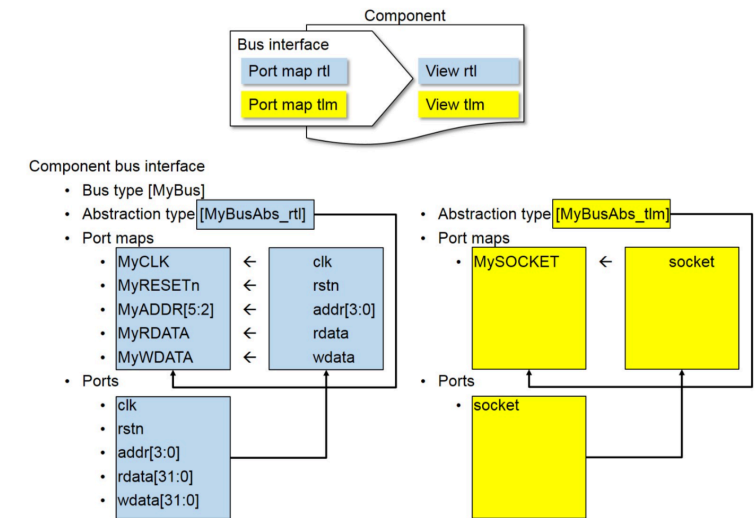 Component
Bus interface
Port map rtl
View rtl
Port map tlm
View tlm
Component bus interface
• Bus type [MyBus]
• Abstraction type [MyBusAbs_rtl]
• Port maps
• MyCLK ← clk
• MyRESETn ← rstn
• MyADDR[5:2] ← addr[3:0]
• MyRDATA ← rdata
• MyWDATA ← wdata
• Ports
• clk
• rstn
• addr[3:0]
• rdata[31:0]
• wdata[31:0]
• Abstraction type [MyBusAbs_tlm]
• Port maps
• MySOCKET ← socket
• Ports
• socket